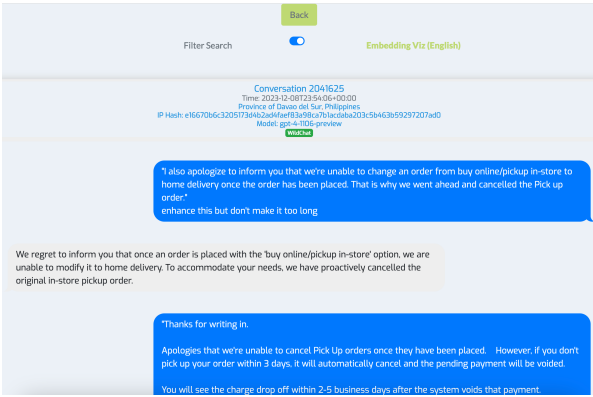 Back
Filter Search
Embedding Viz (English)
Conversation 2041625
Time: 2023-12-08T23:54:06+00:00
Province of Davao del Sur, Philippines
IP Hash: e16670b6c3205173d4b2ad4faef83a98ca7b1acdaba203c5b463b59297207ad0
Model: gpt-4-1106-preview
WildChat
"I also apologize to inform you that we're unable to change an order from buy online/pickup in-store to
home delivery once the order has been placed. That is why we went ahead and cancelled the Pick up
order."
enhance this but don't make it too long
We regret to inform you that once an order is placed with the 'buy online/pickup in-store' option, we are
unable to modify it to home delivery. To accommodate your needs, we have proactively cancelled the
original in-store pickup order.
"Thanks for writing in.
Apologies that we're unable to cancel Pick Up orders once they have been placed. However, if you don't
pick up your order within 3 days, it will automatically cancel and the pending payment will be voided.
You will see the charge drop off within 2-5 business days after the system voids that payment.